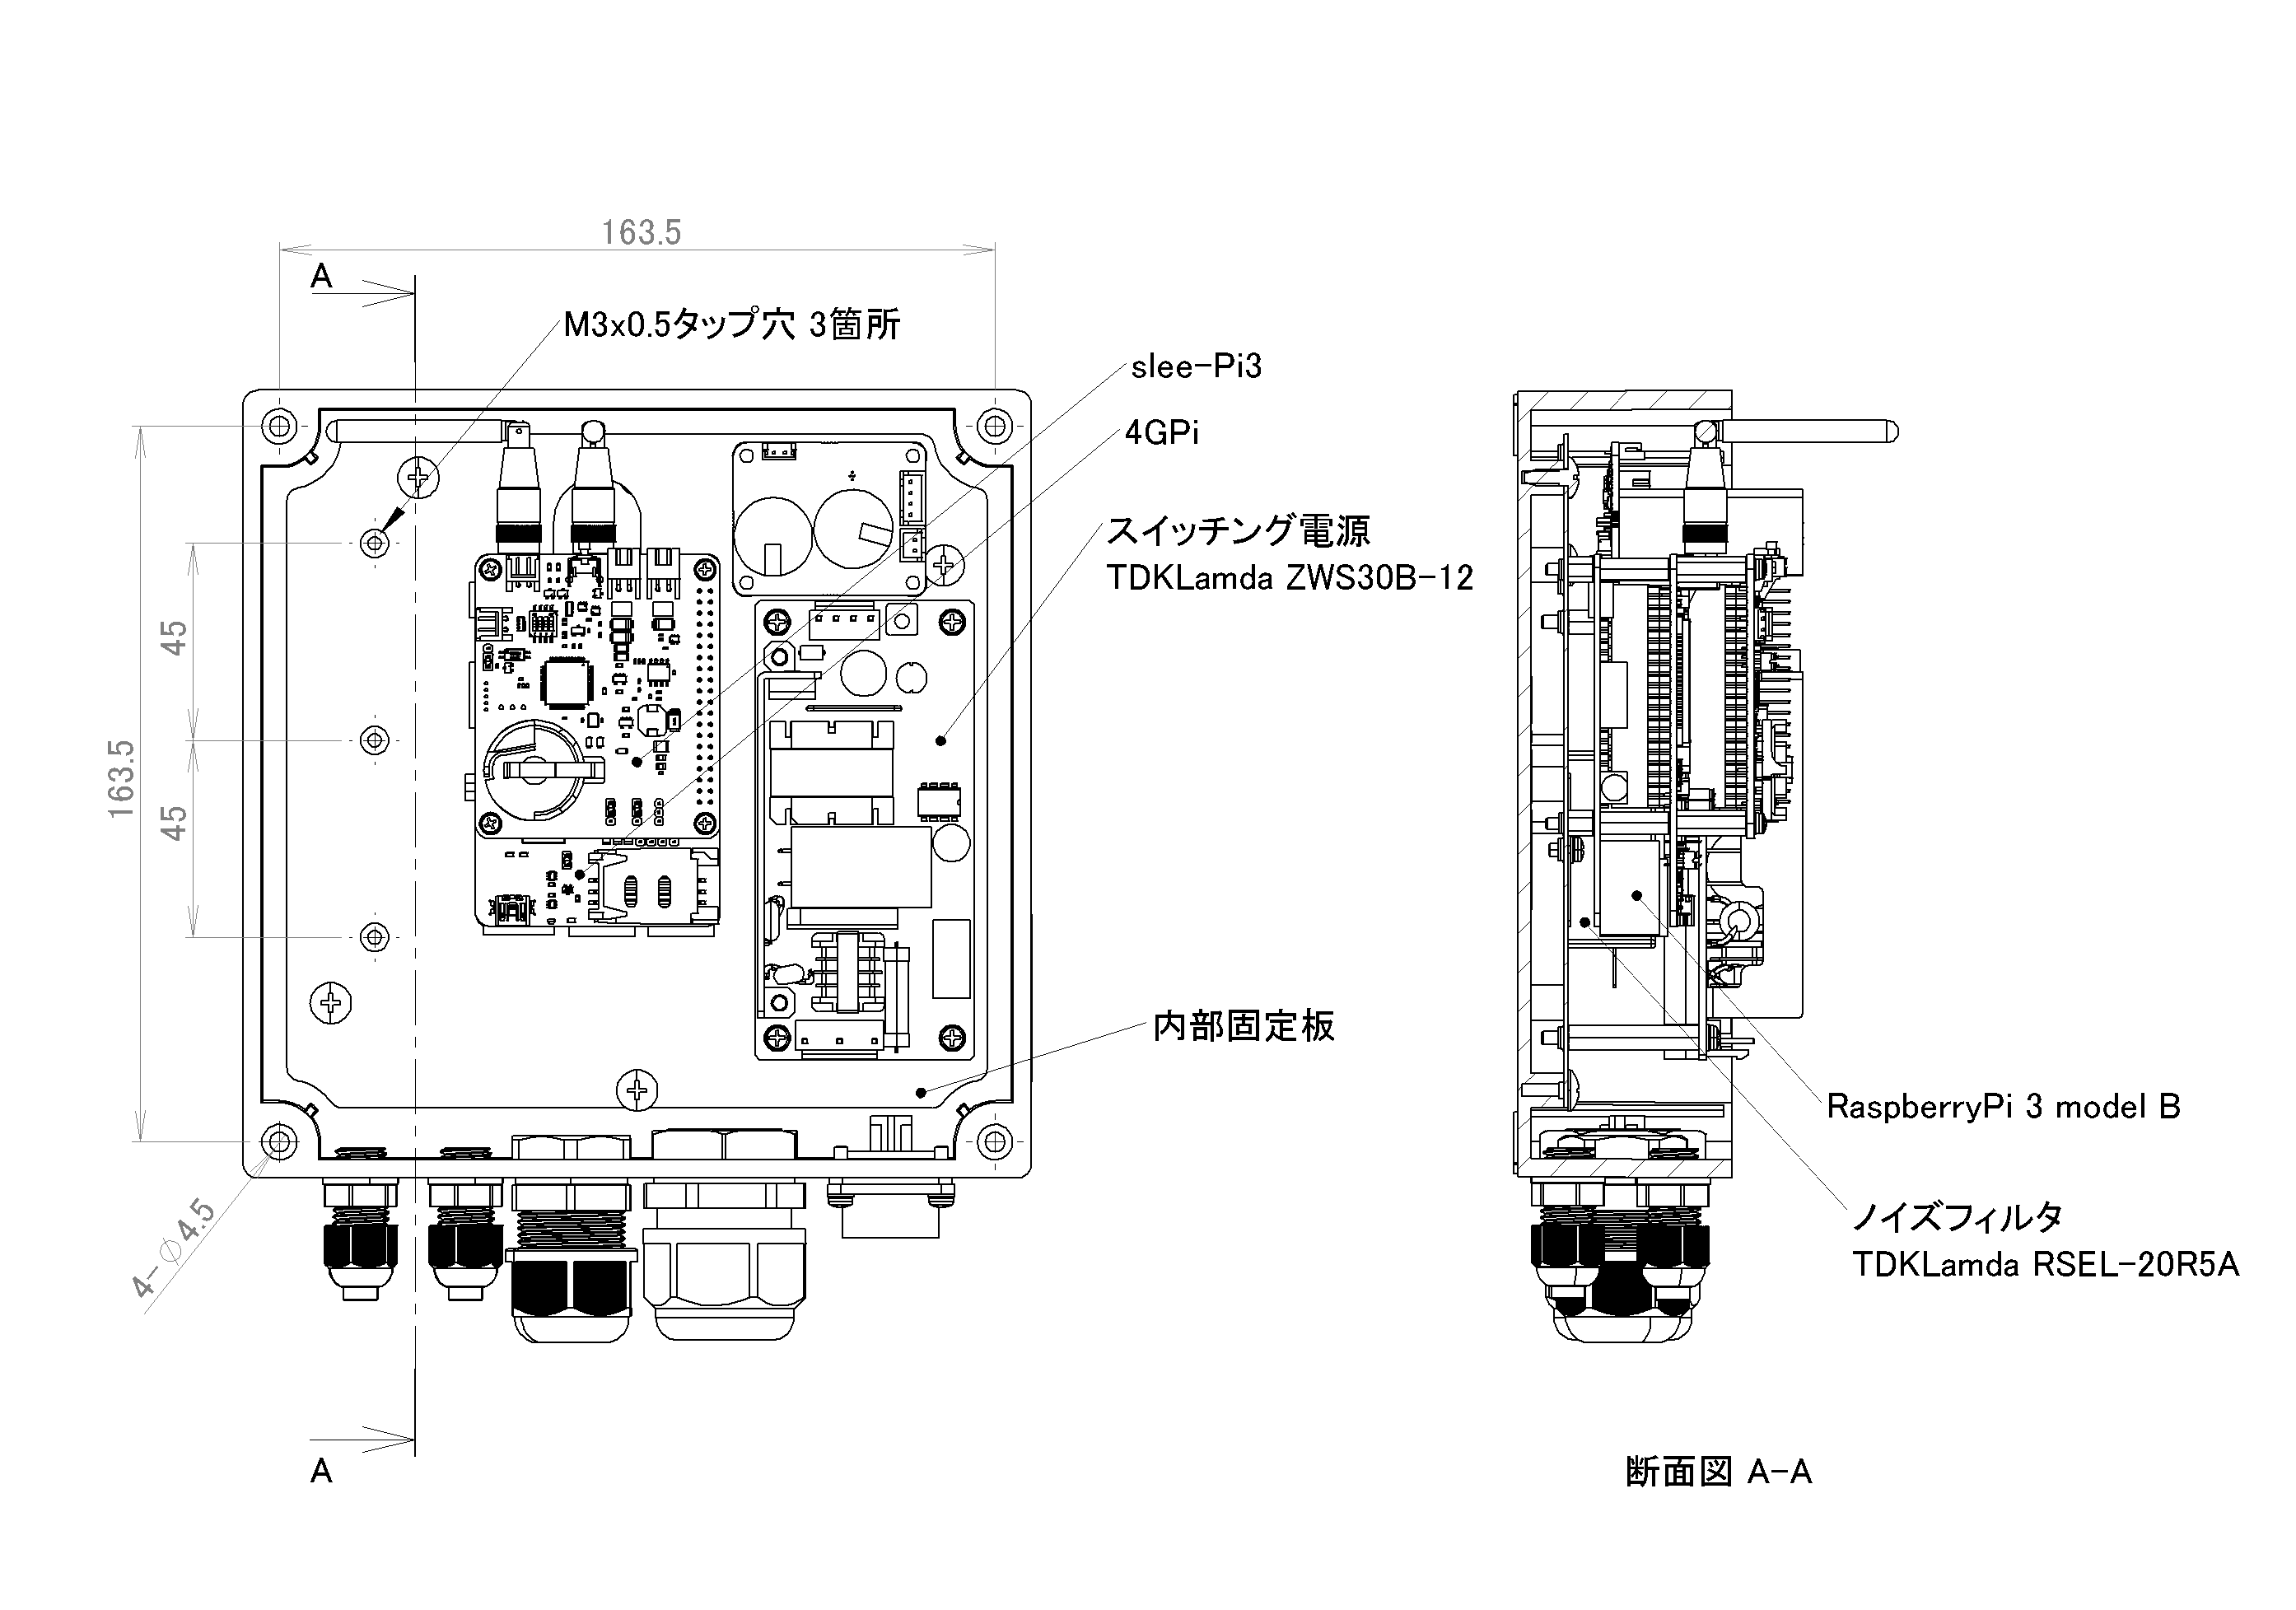 163.5
A
M3x0.5タップ穴 3箇所
slee-Pi3
4GPi
スイッチング電源
TDKLamda ZWS30B-12
45
163.5
45
内部固定板
RaspberryPi 3 model B
4-φ4.5
ノイズフィルタ
TDKLamda RSEL-20R5A
A
断面図 A-A